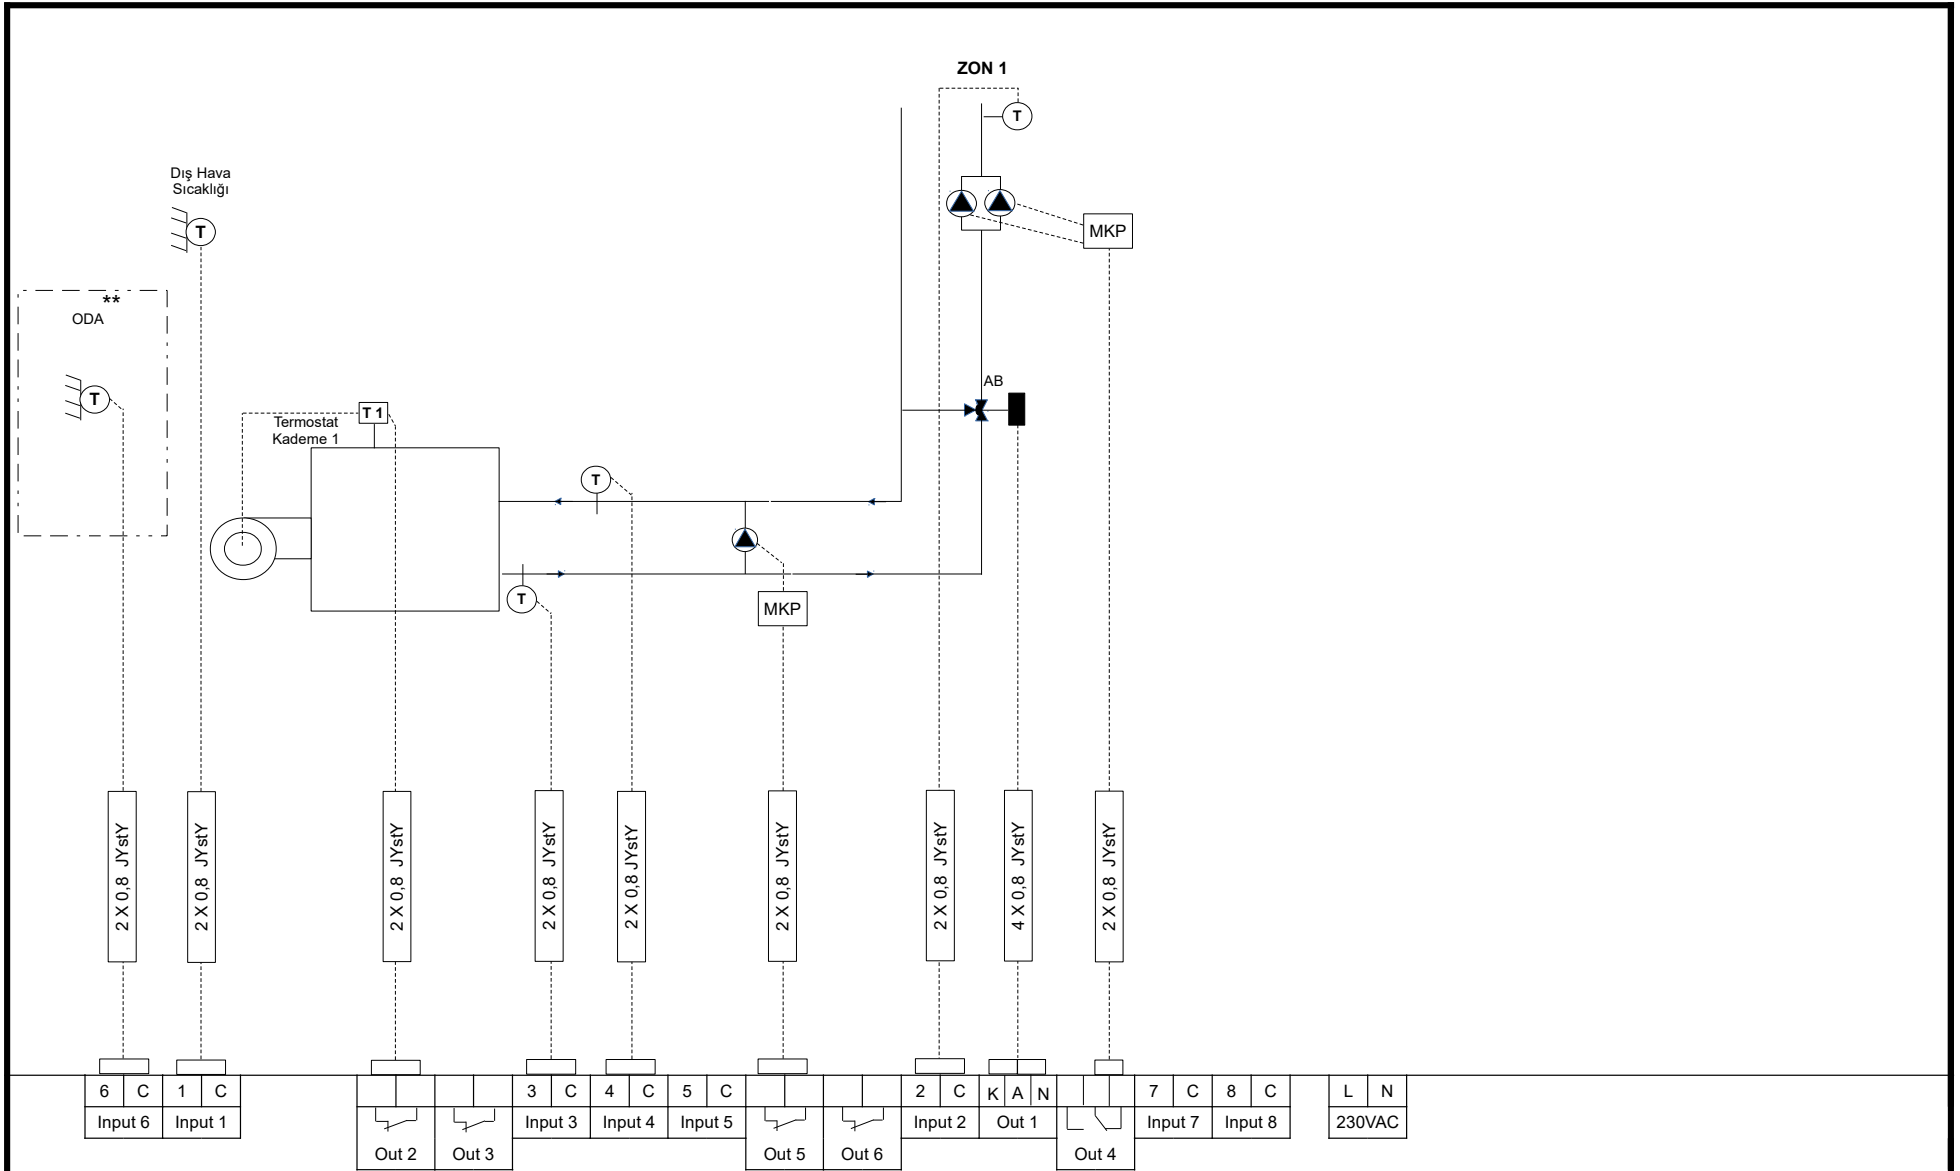 ZON 1
T
Dış Hava
Sıcaklığı
T
MKP
**
ODA
T
AB
T 1
Termostat
Kademe 1
T
T
MKP
2 X 0,8 JYstY
2 X 0,8 JYstY
2 X 0,8 JYstY
2 X 0,8 JYstY
2 X 0,8 JYstY
2 X 0,8 JYstY
2 X 0,8 JYstY
4 X 0,8 JYstY
2 X 0,8 JYstY
6 C 1 C 3 C 4 C 5 C 2 C K A N 7 C 8 C L N
Input 6 Input 1 Input 3 Input 4 Input 5 Input 2 Out 1 Input 7 Input 8 230VAC
Out 2 Out 3 Out 5 Out 6 Out 4